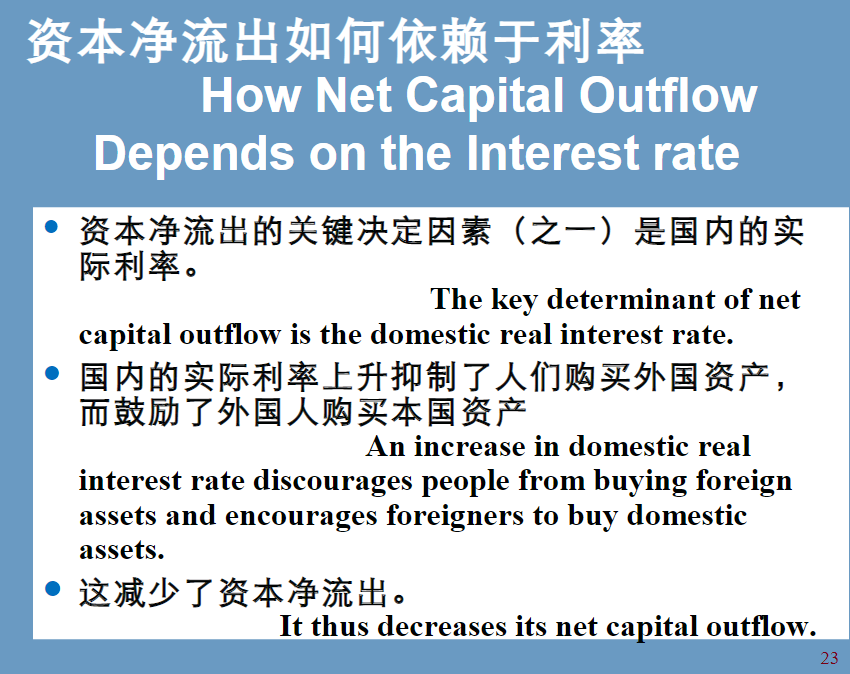 资本净流出如何依赖于利率
How Net Capital Outflow
Depends on the Interest rate
资本净流出的关键决定因素（之一）是国内的实
际利率。
The key determinant of net
capital outflow is the domestic real interest rate.
国内的实际利率上升抑制了人们购买外国资产，
而鼓励了外国人购买本国资产
An increase in domestic real
interest rate discourages people from buying foreign
assets and encourages foreigners to buy domestic
assets.
这减少了资本净流出。
It thus decreases its net capital outflow.
23